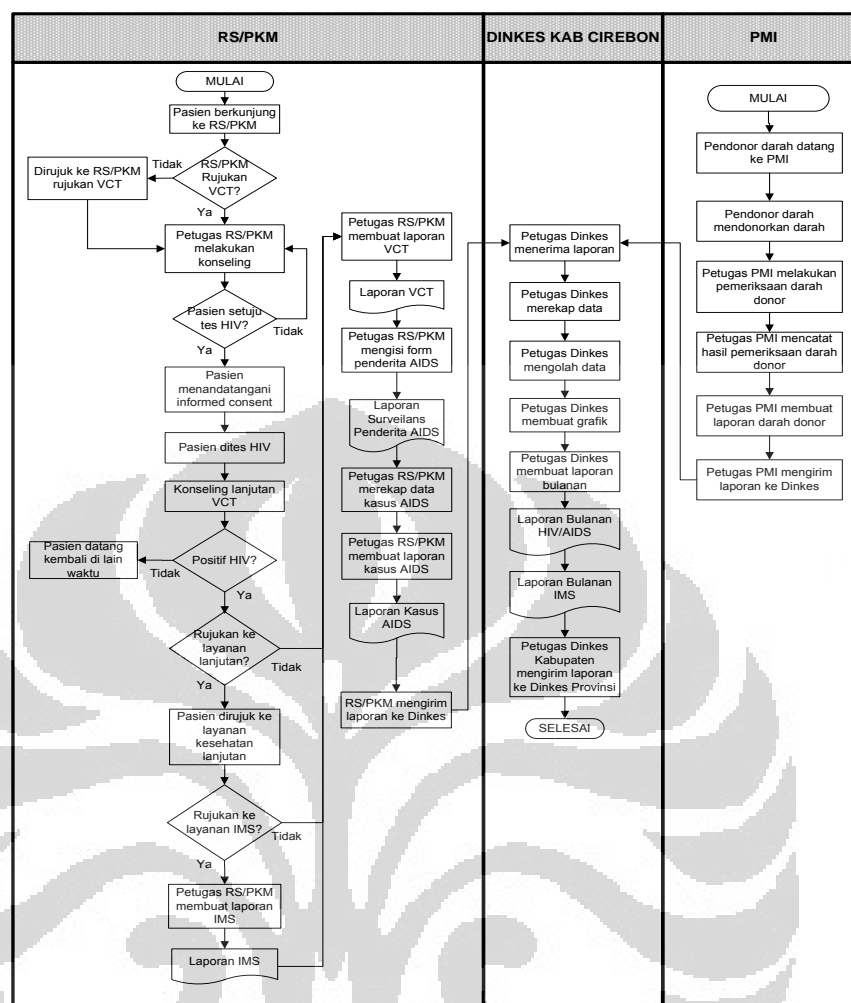 RS/PKM
DINKES KAB CIREBON
PMI
MULAI
Pasien berkunjung
ke RS/PKM
RS/PKM
Rujukan
VCT?
Tidak
Dirujuk ke RS/PKM
rujukan VCT
Ya
Petugas RS/PKM
melakukan
konseling
Pasien setuju
tes HIV?
Tidak
Ya
Pasien
menandatangani
informed consent
Pasien dites HIV
Konseling lanjutan
VCT
Positif HIV?
Tidak
Pasien datang
kembali di lain
waktu
Ya
Rujukan ke
layanan
lanjutan?
Tidak
Ya
Pasien dirujuk ke
layanan
kesehatan
lanjutan
Rujukan ke
layanan IMS?
Tidak
Ya
Petugas RS/PKM
membuat laporan
IMS
Laporan IMS
Petugas RS/PKM
membuat laporan
VCT
Laporan VCT
Petugas RS/PKM
mengisi form
penderita AIDS
Laporan
Surveilans
Penderita AIDS
Petugas RS/PKM
merekap data
kasus AIDS
Petugas RS/PKM
membuat laporan
kasus AIDS
Laporan Kasus
AIDS
RS/PKM mengirim
laporan ke Dinkes
Petugas Dinkes
menerima laporan
Petugas Dinkes
merekap data
Petugas Dinkes
mengolah data
Petugas Dinkes
membuat grafik
Petugas Dinkes
membuat laporan
bulanan
Laporan Bulanan
HIV/AIDS
Laporan Bulanan
IMS
Petugas Dinkes
Kabupaten
mengirim laporan
ke Dinkes Provinsi
SELESAI
MULAI
Pendonor darah datang
ke PMI
Pendonor darah
mendonorkan darah
Petugas PMI melakukan
pemeriksaan darah
donor
Petugas PMI mencatat
hasil pemeriksaan darah
donor
Petugas PMI membuat
laporan darah donor
Petugas PMI mengirim
laporan ke Dinkes